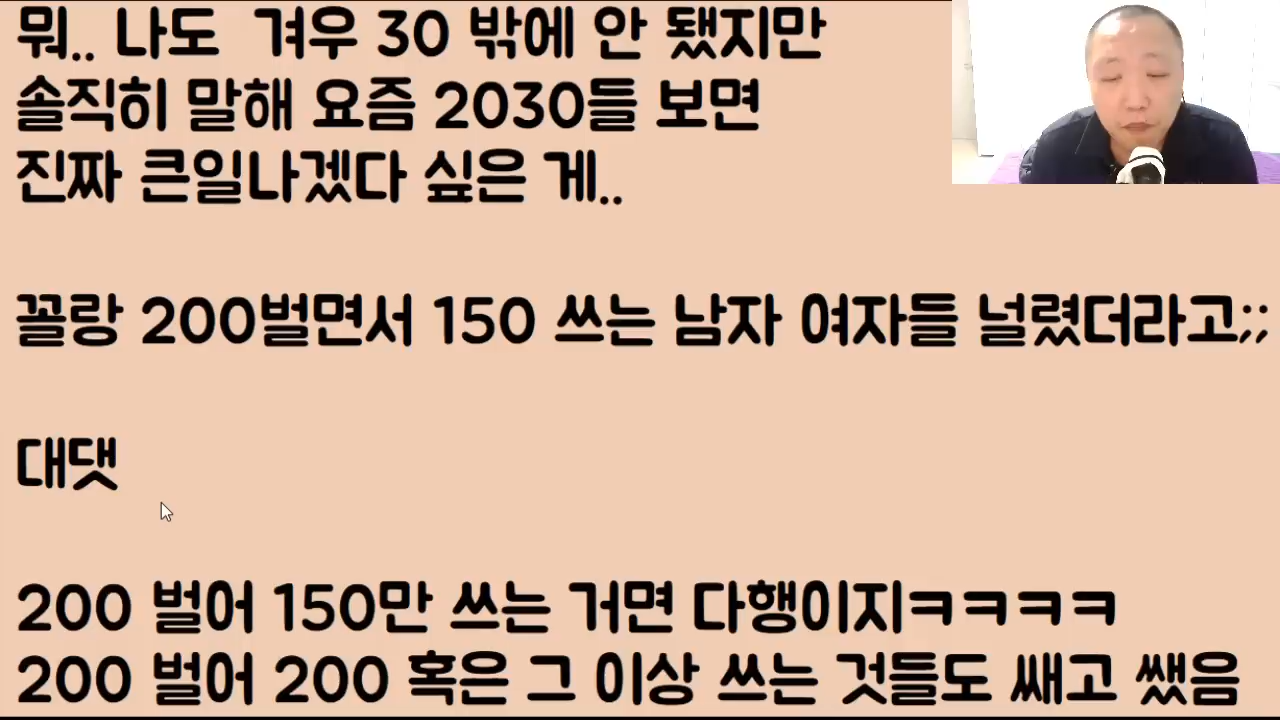 뭐.. 나도 겨우 30 밖에 안 됐지만
솔직히 말해 요즘 2030들 보면
진짜 큰일나겠다 싶은 게..
꼴랑 200벌면서 150 쓰는 남자 여자들 널렸더라고;;
대댓
200 벌어 150만 쓰는 거면 다행이지ㅋㅋㅋㅋ
200 벌어 200 혹은 그 이상 쓰는 것들도 쌔고 쌨음